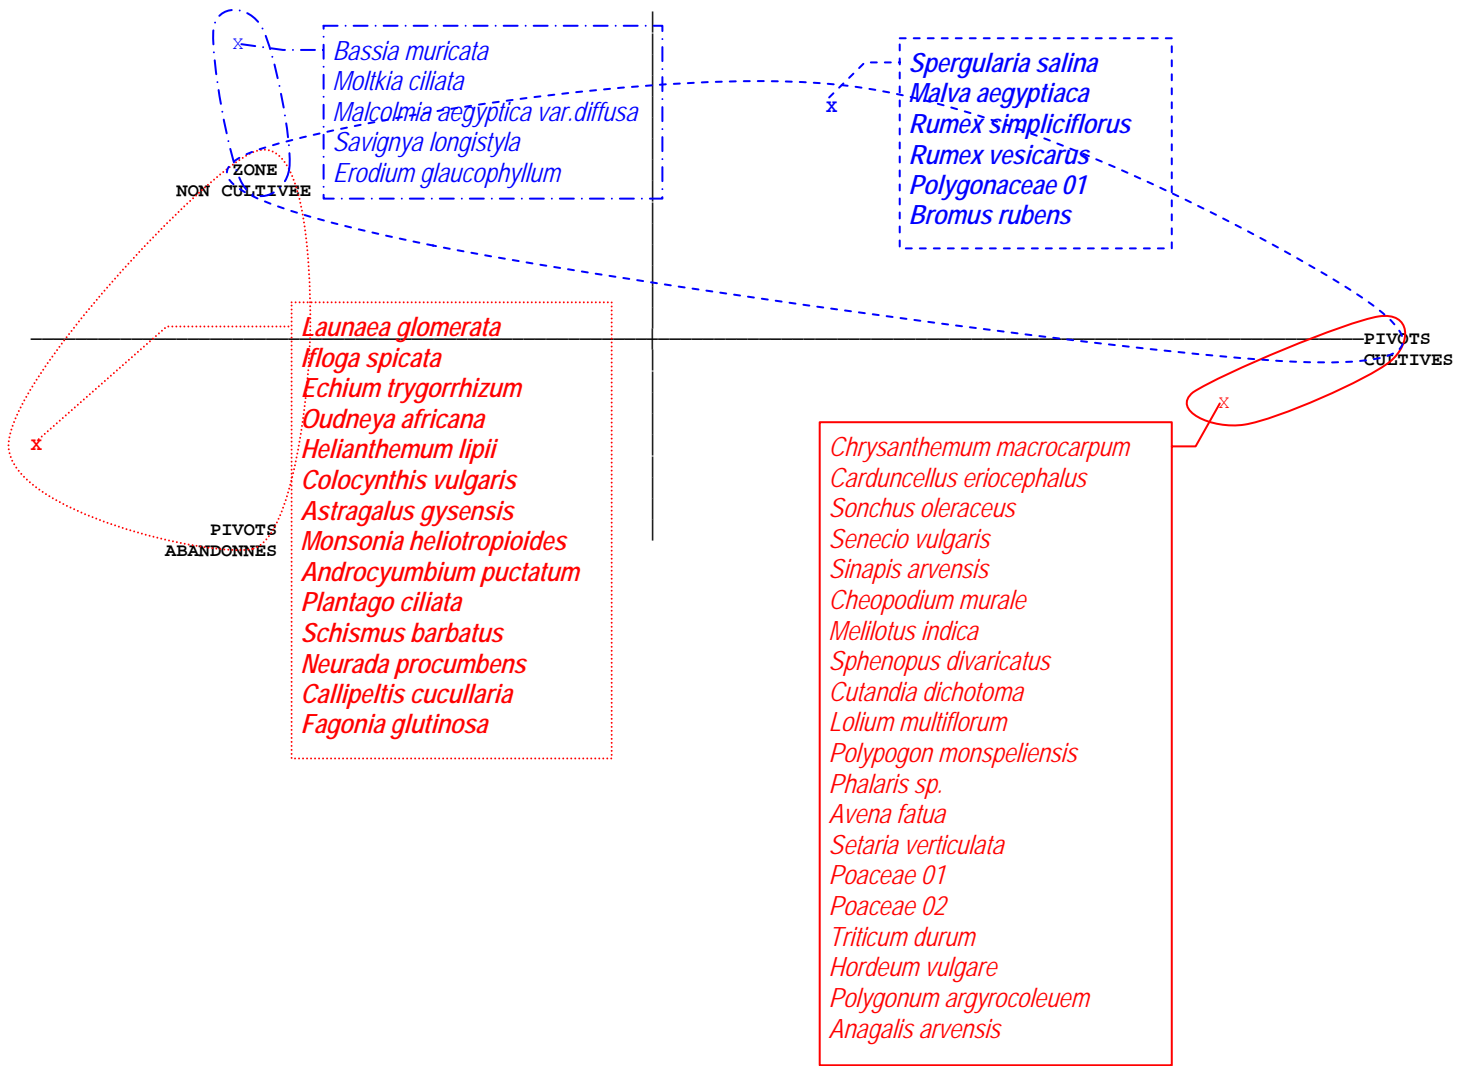 X
Bassia muricata
Moltkia ciliata
Malcolmia aegyptica var.diffusa
Savignya longistyla
Erodium glaucophyllum
X
Spergularia salina
Malva aegyptiaca
Rumex simpliciflorus
Rumex vesicarus
Polygonaceae 01
Bromus rubens
ZONE
NON CULTIVEE
PIVOTS
CULTIVES
X
Launaea glomerata
Ifloga spicata
Echium trygorrhizum
Oudneya africana
Helianthemum lipii
Colocynthis vulgaris
Astragalus gysensis
Monsonia heliotropioides
Androcyumbium puctatum
Plantago ciliata
Schismus barbatus
Neurada procumbens
Callipeltis cucullaria
Fagonia glutinosa
PIVOTS
ABANDONNES
X
Chrysanthemum macrocarpum
Carduncellus eriocephalus
Sonchus oleraceus
Senecio vulgaris
Sinapis arvensis
Cheopodium murale
Melilotus indica
Sphenopus divaricatus
Cutandia dichotoma
Lolium multiflorum
Polypogon monspeliensis
Phalaris sp.
Avena fatua
Setaria verticulata
Poaceae 01
Poaceae 02
Triticum durum
Hordeum vulgare
Polygonum argyrocoleuem
Anagalis arvensis